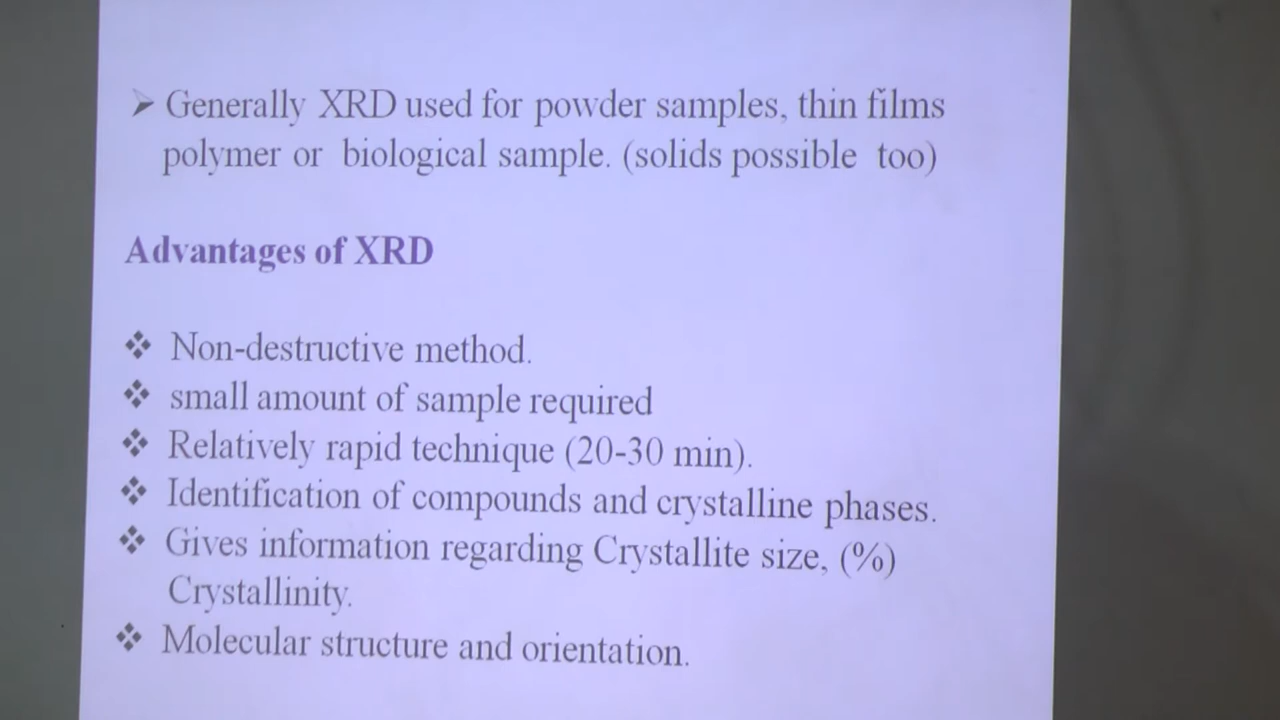 ➢ Generally XRD used for powder samples, thin films
polymer or biological sample. (solids possible too)
Advantages of XRD
❖ Non-destructive method.
❖ small amount of sample required
❖ Relatively rapid technique (20-30 min).
❖ Identification of compounds and crystalline phases.
❖ Gives information regarding Crystallite size, (%)
Crystallinity.
❖ Molecular structure and orientation.